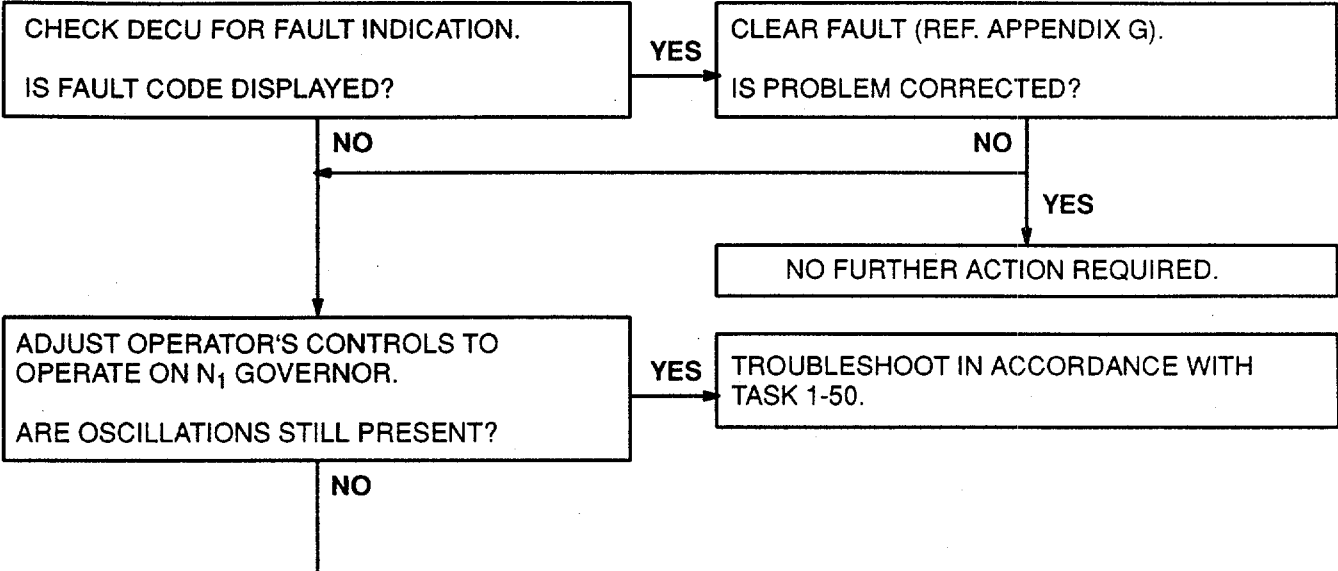 CHECK DECU FOR FAULT INDICATION.
IS FAULT CODE DISPLAYED?
YES
CLEAR FAULT (REF. APPENDIX G).
IS PROBLEM CORRECTED?
NO
NO
YES
NO FURTHER ACTION REQUIRED.
ADJUST OPERATOR'S CONTROLS TO
OPERATE ON N₁ GOVERNOR.
ARE OSCILLATIONS STILL PRESENT?
YES
TROUBLESHOOT IN ACCORDANCE WITH
TASK 1-50.
NO